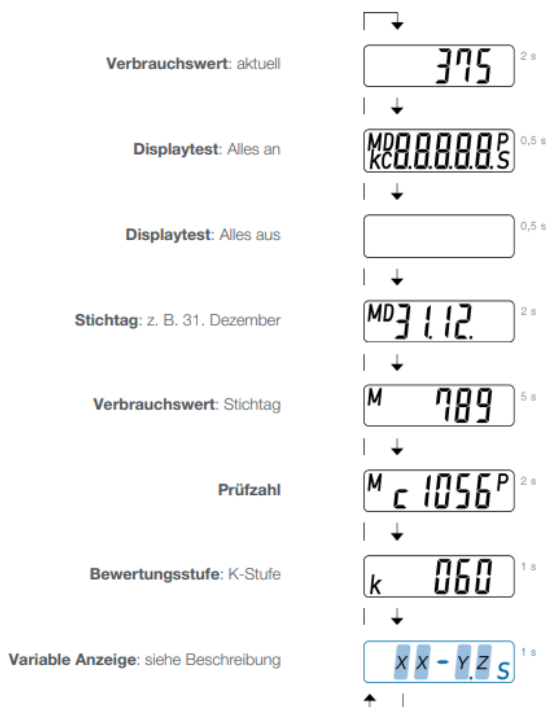 Verbrauchswert: aktuell 375 2 s
Displaytest: Alles an MD kC 8.8.8.8.8. P S 0,5 s
Displaytest: Alles aus 0,5 s
Stichtag: z. B. 31. Dezember MD 31.12. 2 s
Verbrauchswert: Stichtag M 789 5 s
Prüfzahl M c 1056 P 2 s
Bewertungsstufe: K-Stufe k 060 1 s
Variable Anzeige: siehe Beschreibung X X - Y.Z S 1 s